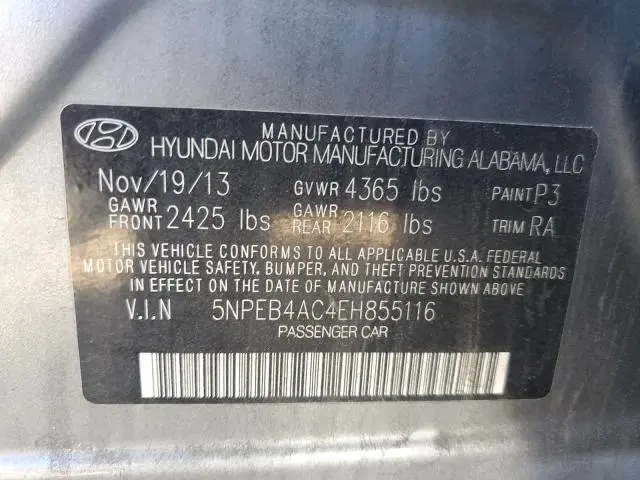 MANUFACTURED BY
HYUNDAI MOTOR MANUFACTURING ALABAMA, LLC
Nov/19/13 GVWR 4365 lbs PAINT P3
GAWR FRONT 2425 lbs GAWR REAR 2116 lbs TRIM RA
THIS VEHICLE CONFORMS TO ALL APPLICABLE U.S.A. FEDERAL
MOTOR VEHICLE SAFETY, BUMPER, AND THEFT PREVENTION STANDARDS
IN EFFECT ON THE DATE OF MANUFACTURE SHOWN ABOVE
V.I.N 5NPEB4AC4EH855116
PASSENGER CAR